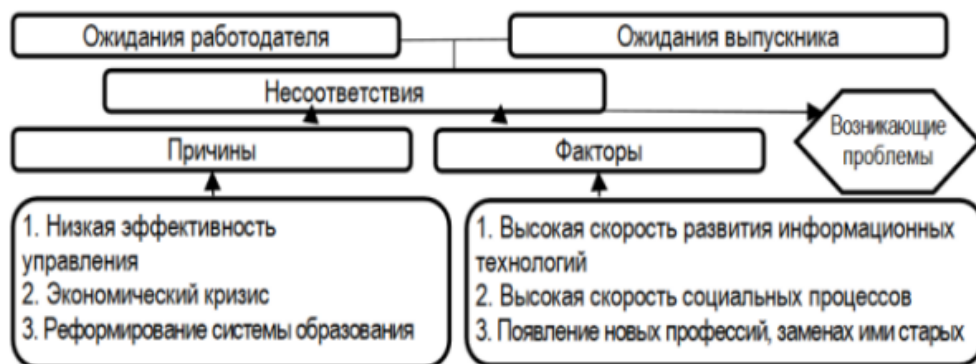 Ожидания работодателя
Ожидания выпускника
Несоответствия
Возникающие
проблемы
Причины
Факторы
1. Низкая эффективность
управления
2. Экономический кризис
3. Реформирование системы образования
1. Высокая скорость развития информационных
технологий
2. Высокая скорость социальных процессов
3. Появление новых профессий, заменах ими старых